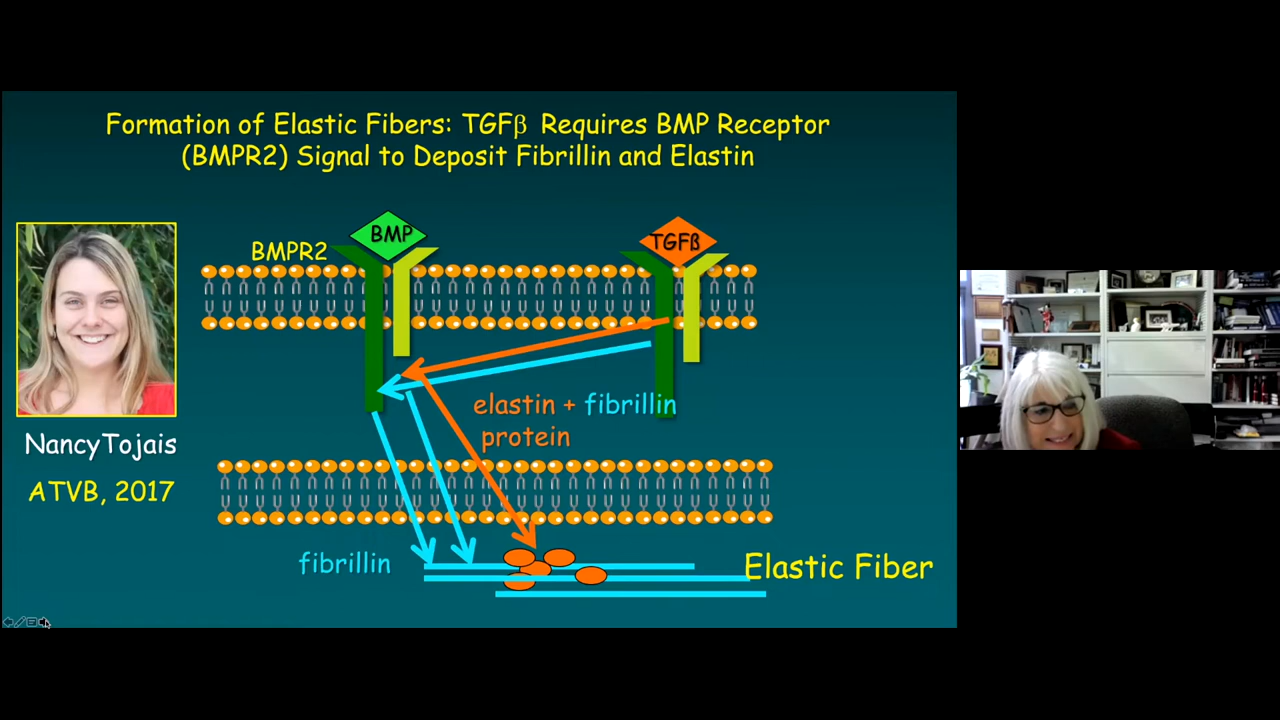 Formation of Elastic Fibers: TGFβ Requires BMP Receptor
(BMPR2) Signal to Deposit Fibrillin and Elastin
BMP
TGFß
BMPR2
elastin + fibrillin
protein
NancyTojais
ATVB, 2017
fibrillin
Elastic Fiber